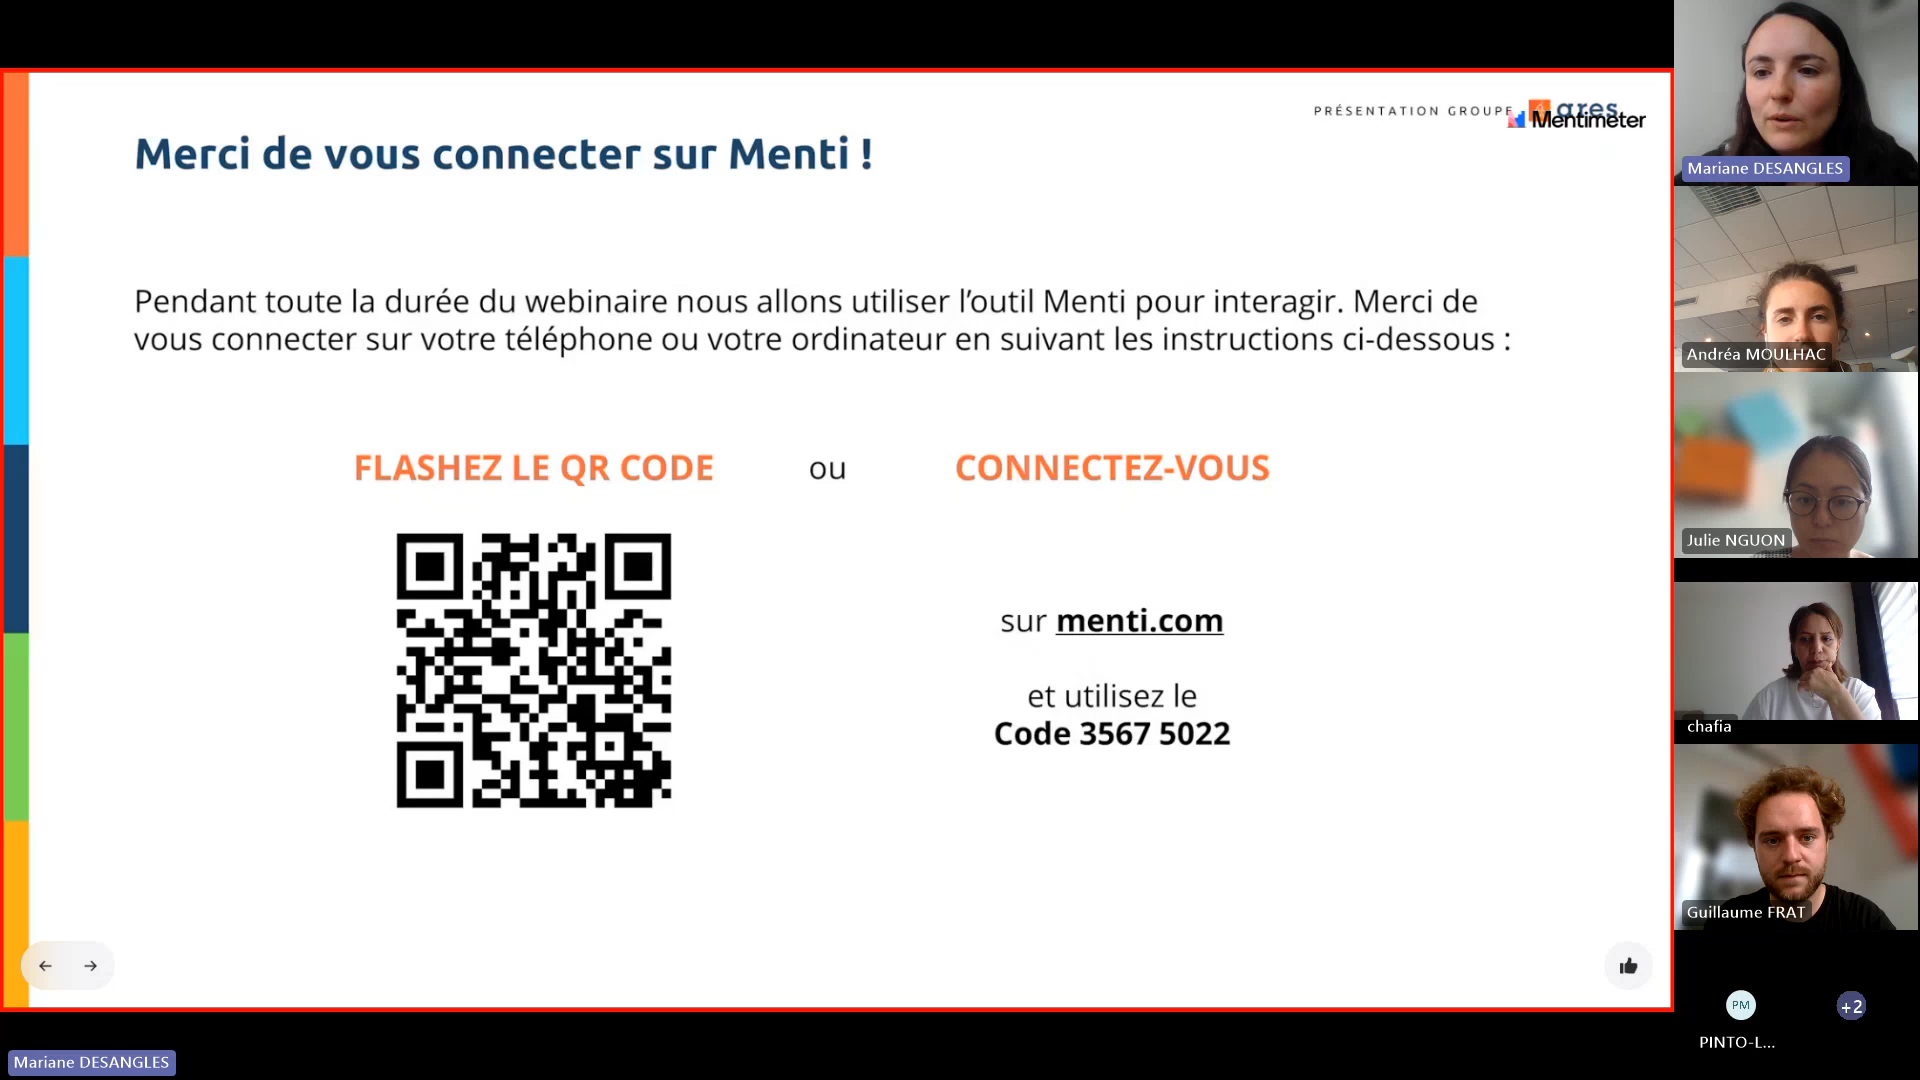 PRÉSENTATION GROUPE ares
Mentimeter
Merci de vous connecter sur Menti !
Pendant toute la durée du webinaire nous allons utiliser l’outil Menti pour interagir. Merci de
vous connecter sur votre téléphone ou votre ordinateur en suivant les instructions ci-dessous :
FLASHEZ LE QR CODE ou CONNECTEZ-VOUS
sur menti.com
et utilisez le
Code 3567 5022
Mariane DESANGLES
Mariane DESANGLES
Andréa MOULHAC
Julie NGUON
chafia
Guillaume FRAT
PM
+2
PINTO-L...